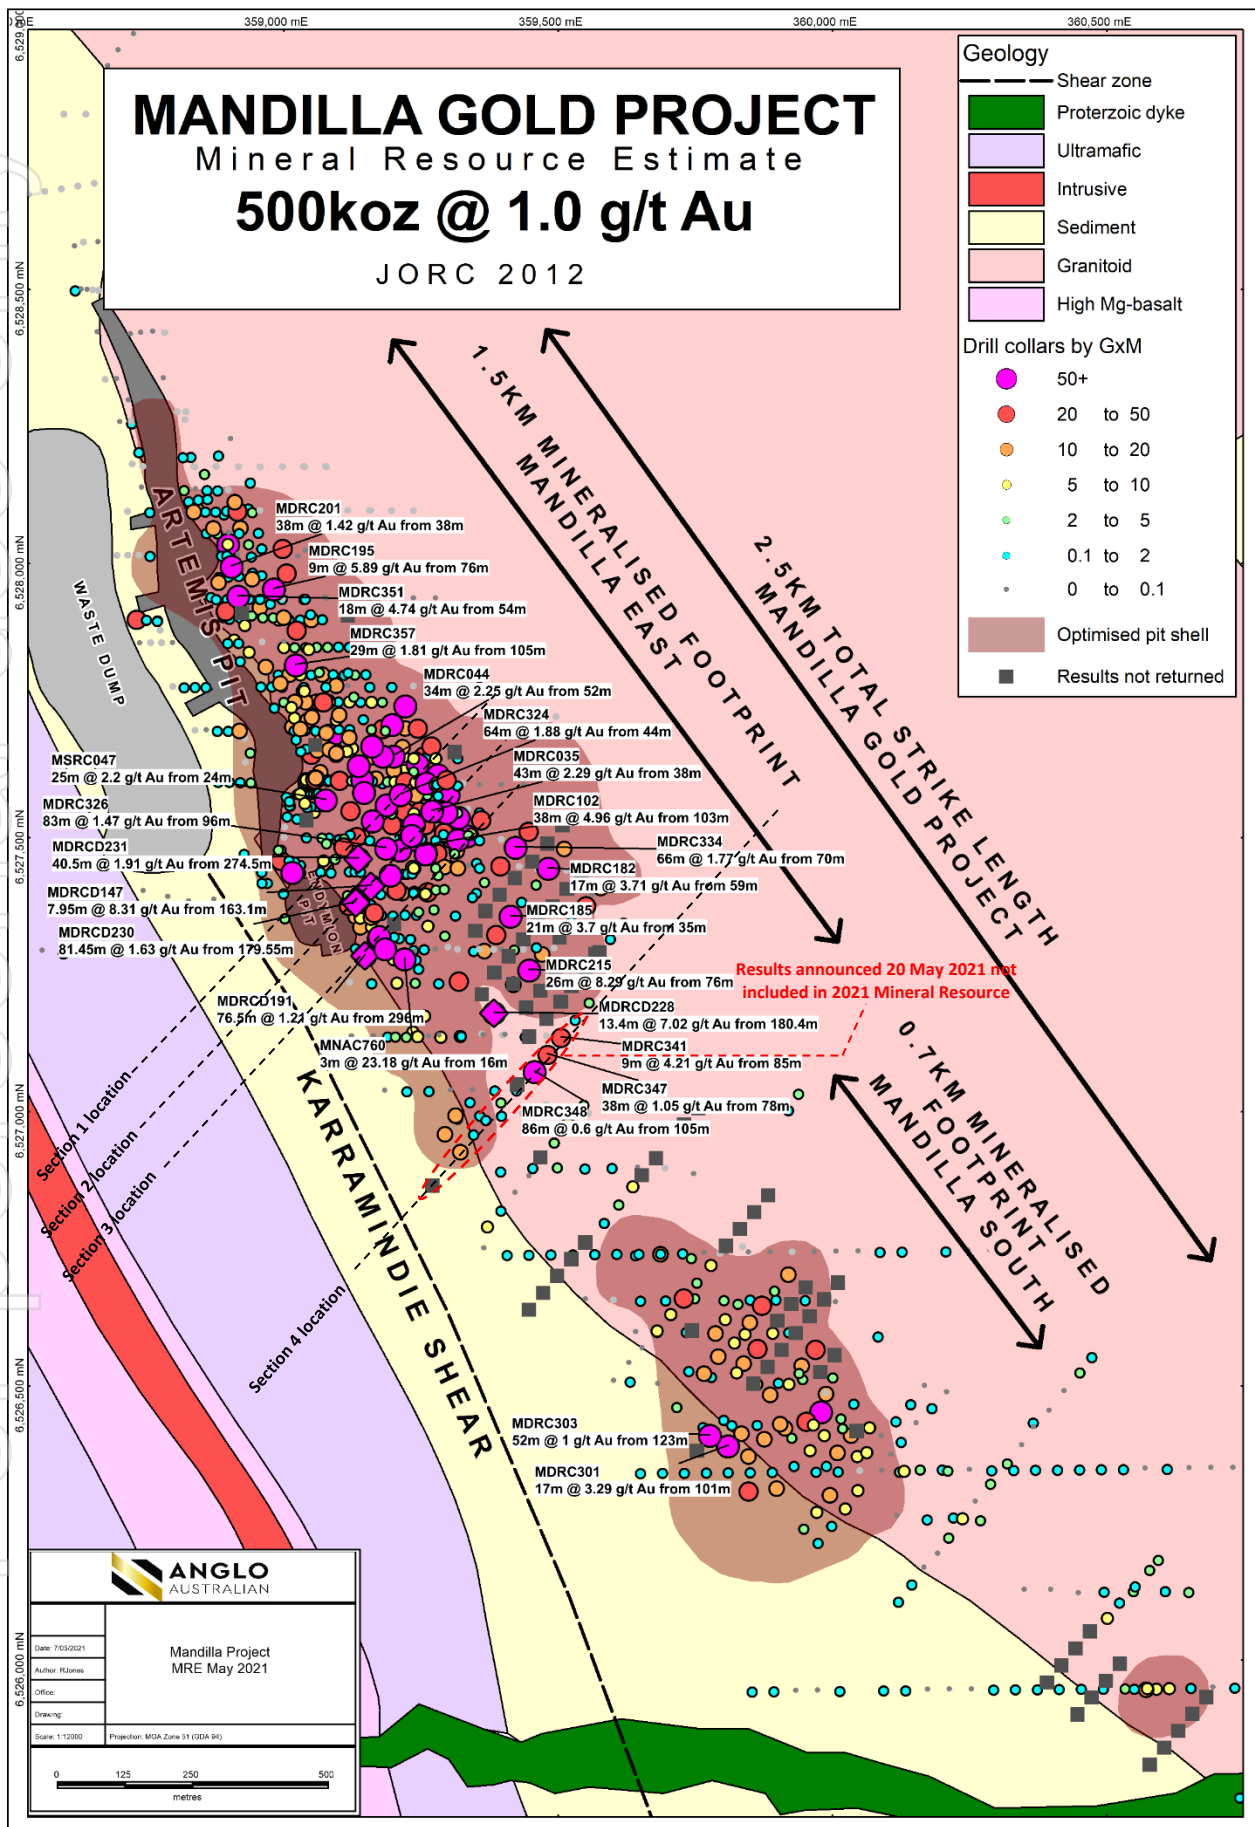 359,000 mE
359,500 mE
360,000 mE
360,500 mE
6,528,500 mN
6,528,000 mN
6,527,500 mN
6,527,000 mN
6,526,500 mN
6,526,000 mN
MANDILLA GOLD PROJECT
Mineral Resource Estimate
500koz @ 1.0 g/t Au
JORC 2012
Geology
Shear zone
Proterzoic dyke
Ultramafic
Intrusive
Sediment
Granitoid
High Mg-basalt
Drill collars by GxM
50+
20 to 50
10 to 20
5 to 10
2 to 5
0.1 to 2
0 to 0.1
Optimised pit shell
Results not returned
1.5KM MINERALISED FOOTPRINT
MANDILLA EAST
2.5KM TOTAL STRIKE LENGTH
MANDILLA GOLD PROJECT
0.7KM MINERALISED
FOOTPRINT
MANDILLA SOUTH
ARTEMIS PIT
WASTE DUMP
ENDYMION
PIT
KARRAMINDIE SHEAR
MDRC201
38m @ 1.42 g/t Au from 38m
MDRC195
9m @ 5.89 g/t Au from 76m
MDRC351
18m @ 4.74 g/t Au from 54m
MDRC357
29m @ 1.81 g/t Au from 105m
MDRC044
34m @ 2.25 g/t Au from 52m
MDRC324
64m @ 1.88 g/t Au from 44m
MDRC035
43m @ 2.29 g/t Au from 38m
MDRC102
38m @ 4.96 g/t Au from 103m
MDRC334
66m @ 1.77 g/t Au from 70m
MDRC182
17m @ 3.71 g/t Au from 59m
MDRC185
21m @ 3.7 g/t Au from 35m
MDRC215
26m @ 8.29 g/t Au from 76m
MSRC047
25m @ 2.2 g/t Au from 24m
MDRC326
83m @ 1.47 g/t Au from 96m
MDRCD231
40.5m @ 1.91 g/t Au from 274.5m
MDRCD147
7.95m @ 8.31 g/t Au from 163.1m
MDRCD230
81.45m @ 1.63 g/t Au from 179.55m
MDRCD191
76.5m @ 1.21 g/t Au from 296m
MNAC760
3m @ 23.18 g/t Au from 16m
Results announced 20 May 2021 not
included in 2021 Mineral Resource
MDRCD228
13.4m @ 7.02 g/t Au from 180.4m
MDRC341
9m @ 4.21 g/t Au from 85m
MDRC347
38m @ 1.05 g/t Au from 78m
MDRC348
86m @ 0.6 g/t Au from 105m
Section 1 location
Section 2 location
Section 3 location
Section 4 location
MDRC303
52m @ 1 g/t Au from 123m
MDRC301
17m @ 3.29 g/t Au from 101m
ANGLO
AUSTRALIAN
Mandilla Project
MRE May 2021
Date: 7/05/2021
Author: RJones
Office:
Drawing:
Scale: 1:12000
Projection: MGA Zone 51 (GDA 94)
0 125 250 500
metres